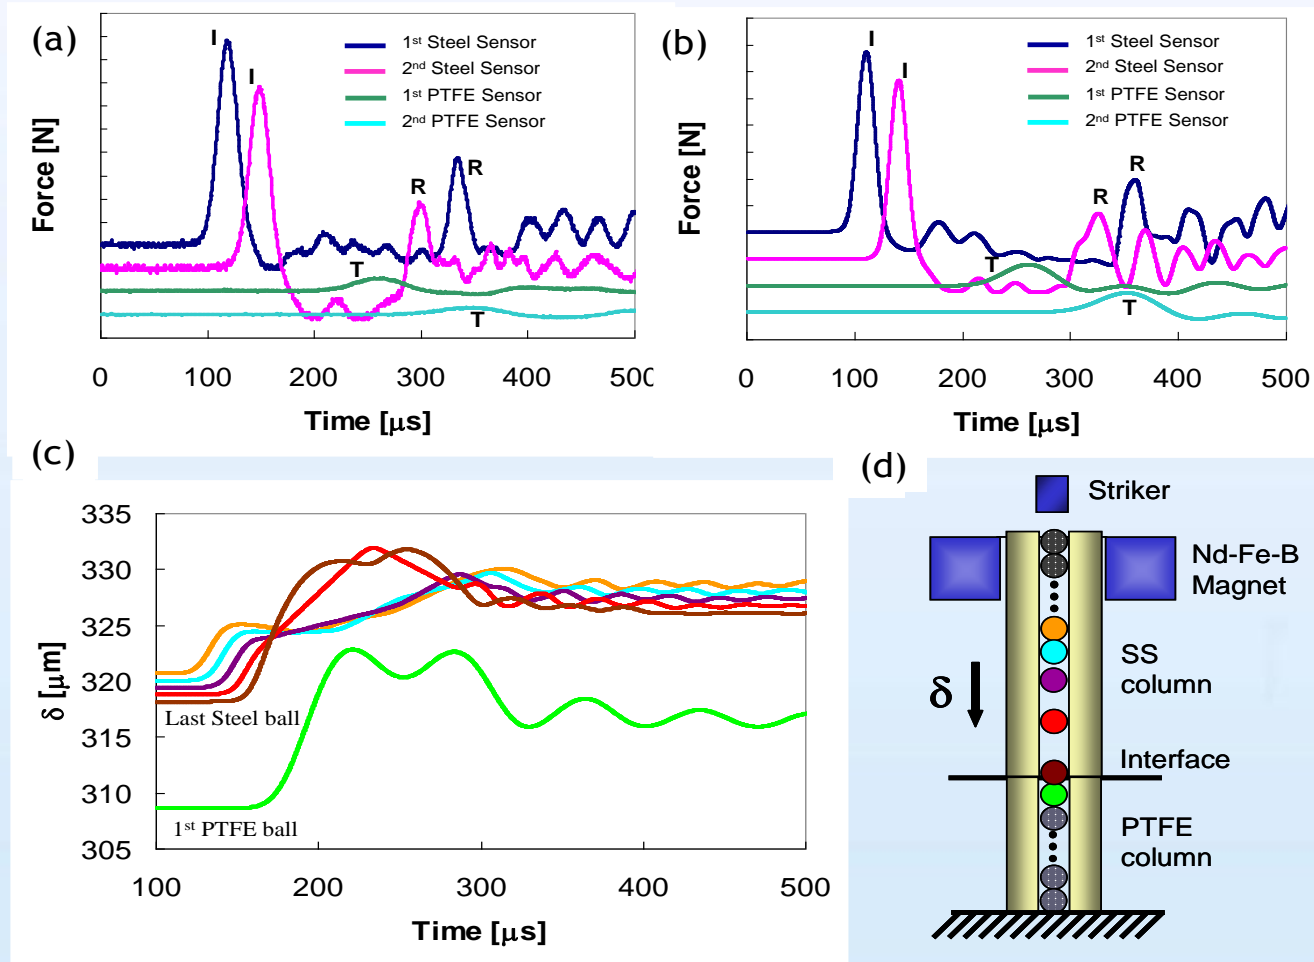 (a)
I
I
R
R
T
T
1st Steel Sensor
2nd Steel Sensor
1st PTFE Sensor
2nd PTFE Sensor
Force [N]
0 100 200 300 400 500
Time [μs]
(b)
I
I
R
R
T
T
1st Steel Sensor
2nd Steel Sensor
1st PTFE Sensor
2nd PTFE Sensor
Force [N]
0 100 200 300 400 500
Time [μs]
(c)
335
330
325
320
315
310
305
δ [μm]
Last Steel ball
1st PTFE ball
100 200 300 400 500
Time [μs]
(d)
Striker
Nd-Fe-B
Magnet
SS
column
δ
Interface
PTFE
column